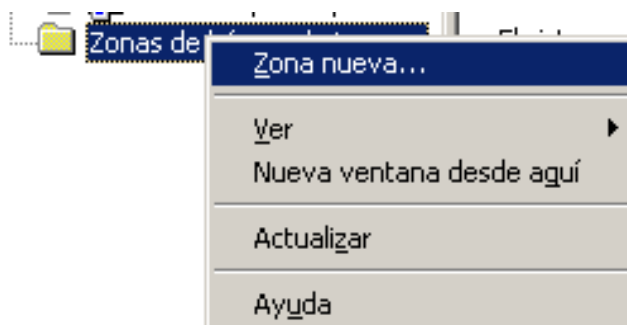 Zonas de
Zona nueva...
Ver
Nueva ventana desde aquí
Actualizar
Ayuda